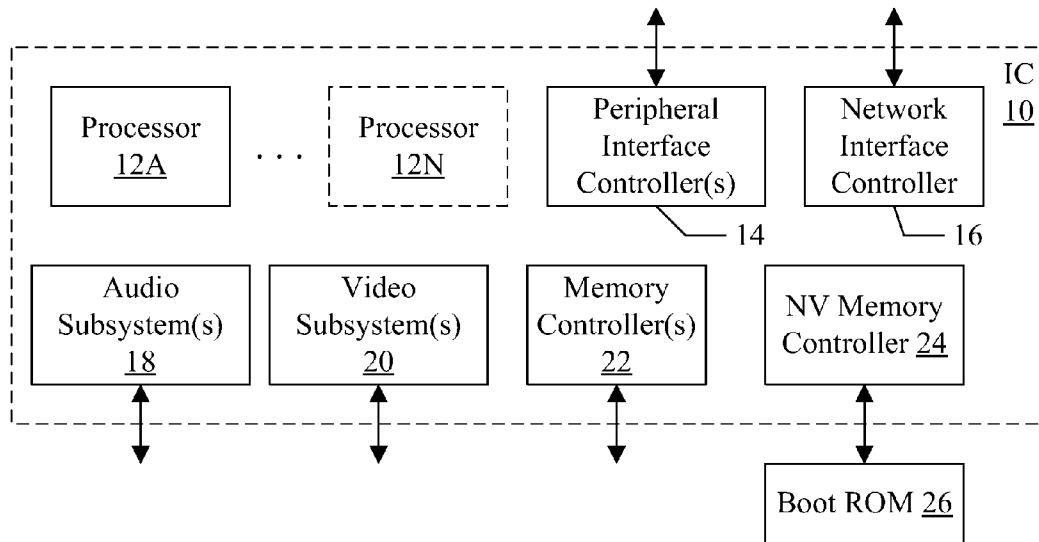 IC
10
Processor
12A
. . .
Processor
12N
Peripheral
Interface
Controller(s)
14
Network
Interface
Controller
16
Audio
Subsystem(s)
18
Video
Subsystem(s)
20
Memory
Controller(s)
22
NV Memory
Controller 24
Boot ROM 26